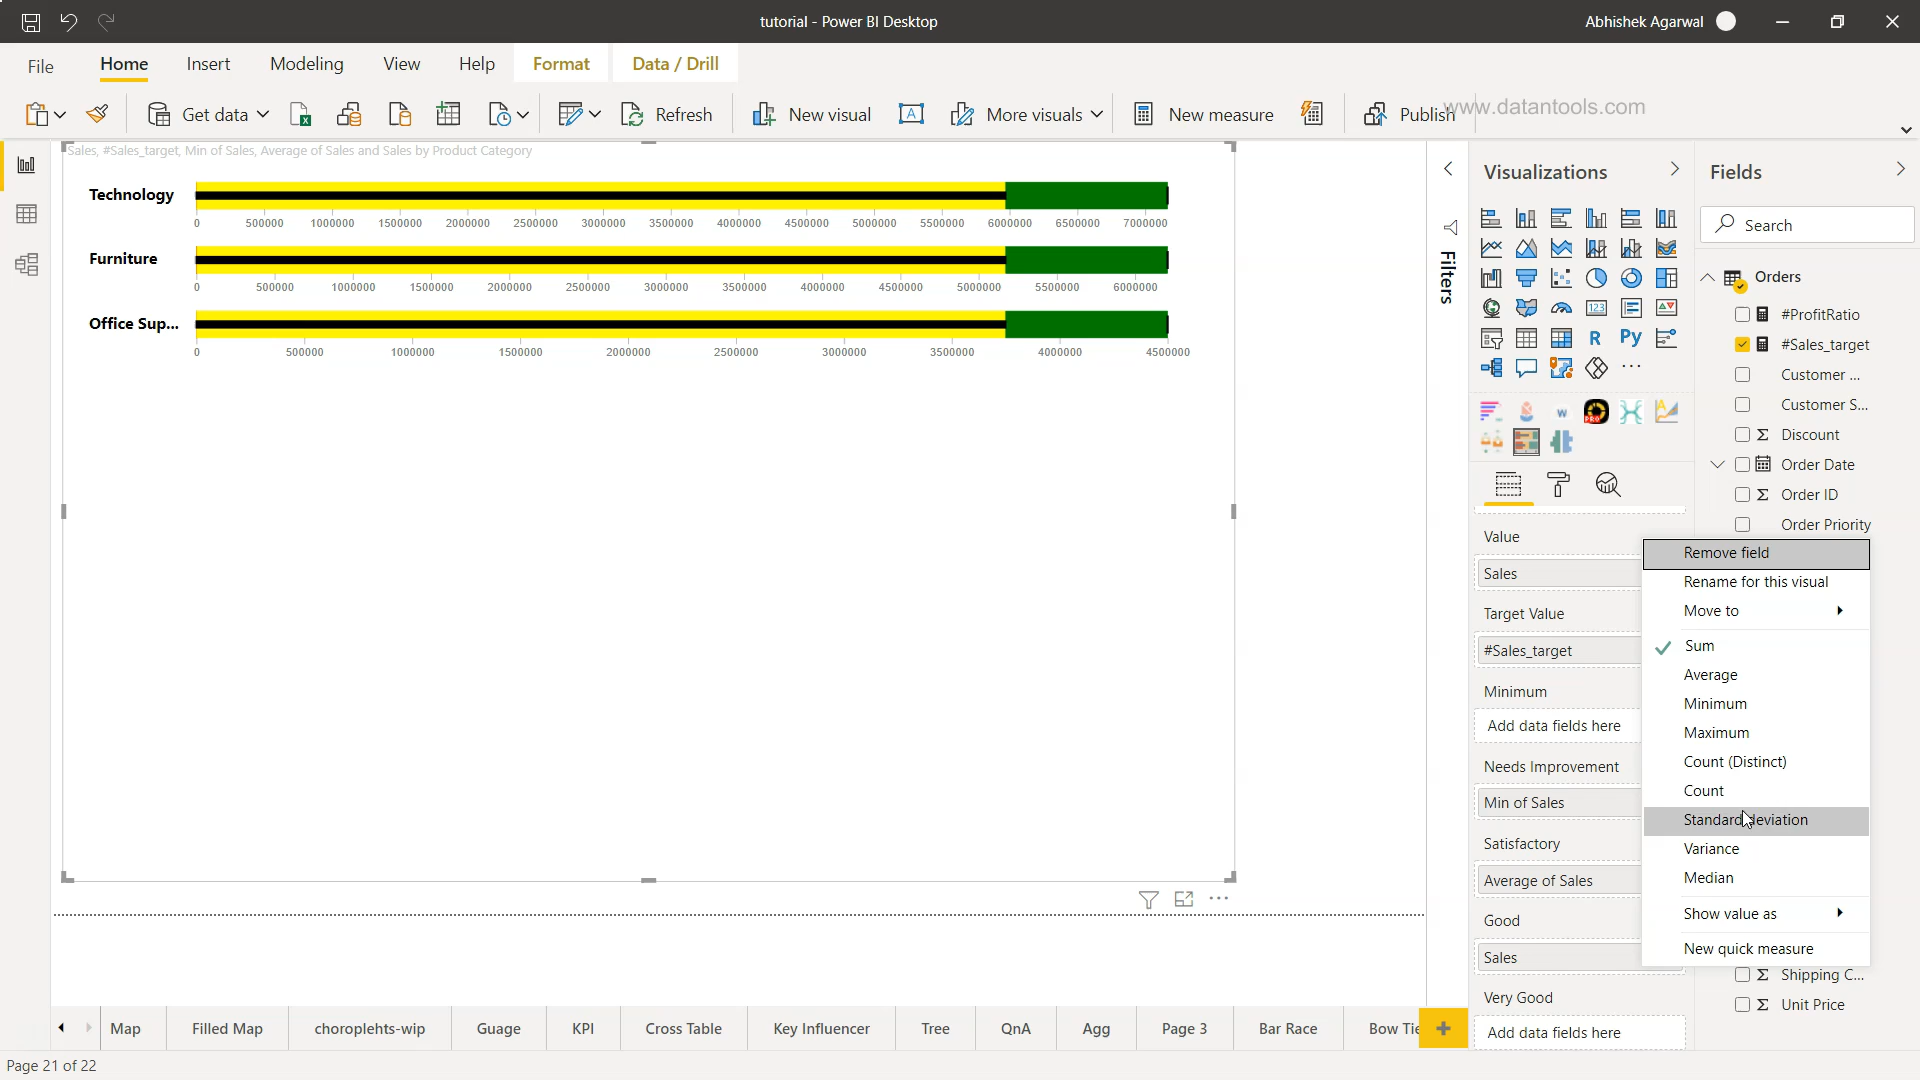 tutorial - Power BI Desktop
Abhishek Agarwal
File
Home
Insert
Modeling
View
Help
Format
Data / Drill
Get data
Refresh
New visual
More visuals
New measure
Publish
www.datantools.com
Sales, #Sales_target, Min of Sales, Average of Sales and Sales by Product Category
Technology
0 500000 1000000 1500000 2000000 2500000 3000000 3500000 4000000 4500000 5000000 5500000 6000000 6500000 7000000
Furniture
0 500000 1000000 1500000 2000000 2500000 3000000 3500000 4000000 4500000 5000000 5500000 6000000
Office Sup...
0 500000 1000000 1500000 2000000 2500000 3000000 3500000 4000000 4500000
Filters
Visualizations
R
Py
123
W
PRO
Value
Sales
Target Value
#Sales_target
Minimum
Add data fields here
Needs Improvement
Min of Sales
Satisfactory
Average of Sales
Good
Sales
Very Good
Add data fields here
Fields
Search
Orders
#ProfitRatio
#Sales_target
Customer ...
Customer S...
Discount
Order Date
Order ID
Order Priority
Remove field
Rename for this visual
Move to
Sum
Average
Minimum
Maximum
Count (Distinct)
Count
Standard deviation
Variance
Median
Show value as
New quick measure
Shipping C...
Unit Price
Map
Filled Map
choroplehts-wip
Guage
KPI
Cross Table
Key Influencer
Tree
QnA
Agg
Page 3
Bar Race
Bow Tie
Page 21 of 22